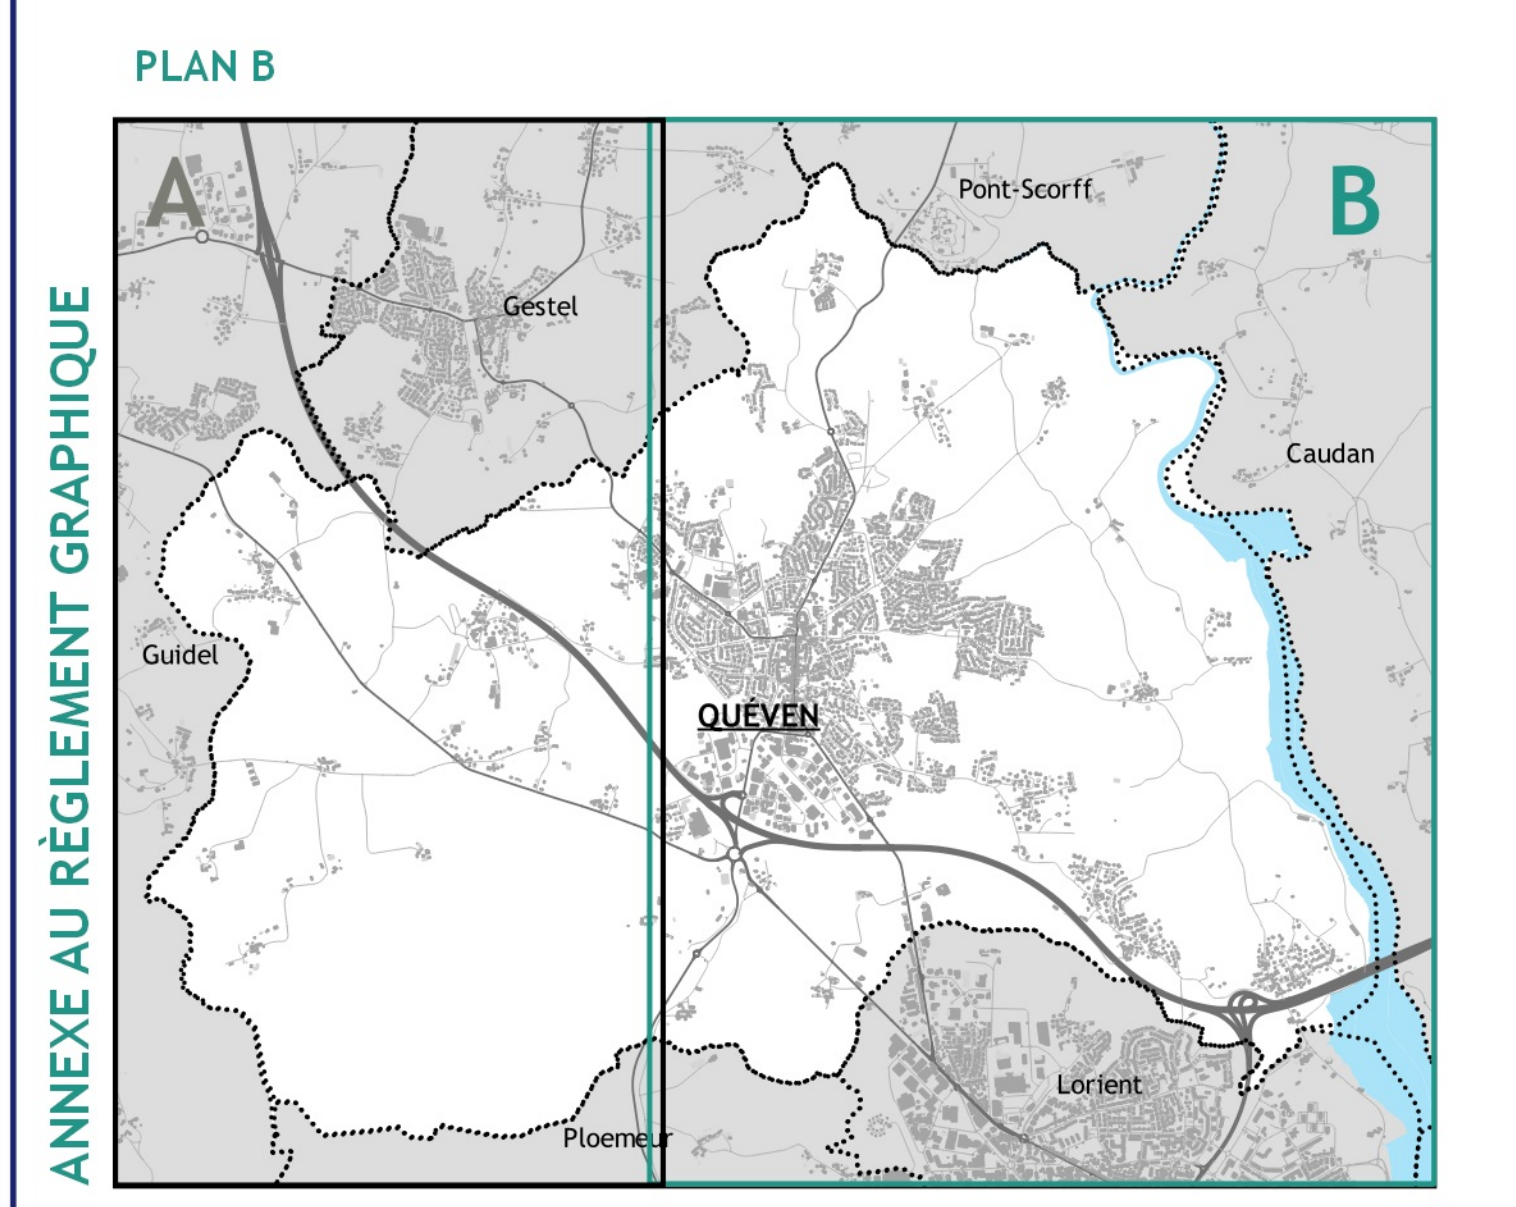 PLAN B
ANNEXE AU RÈGLEMENT GRAPHIQUE
A
B
Pont-Scorff
Gestel
Caudan
Guidel
QUÉVEN
Lorient
Ploemeur